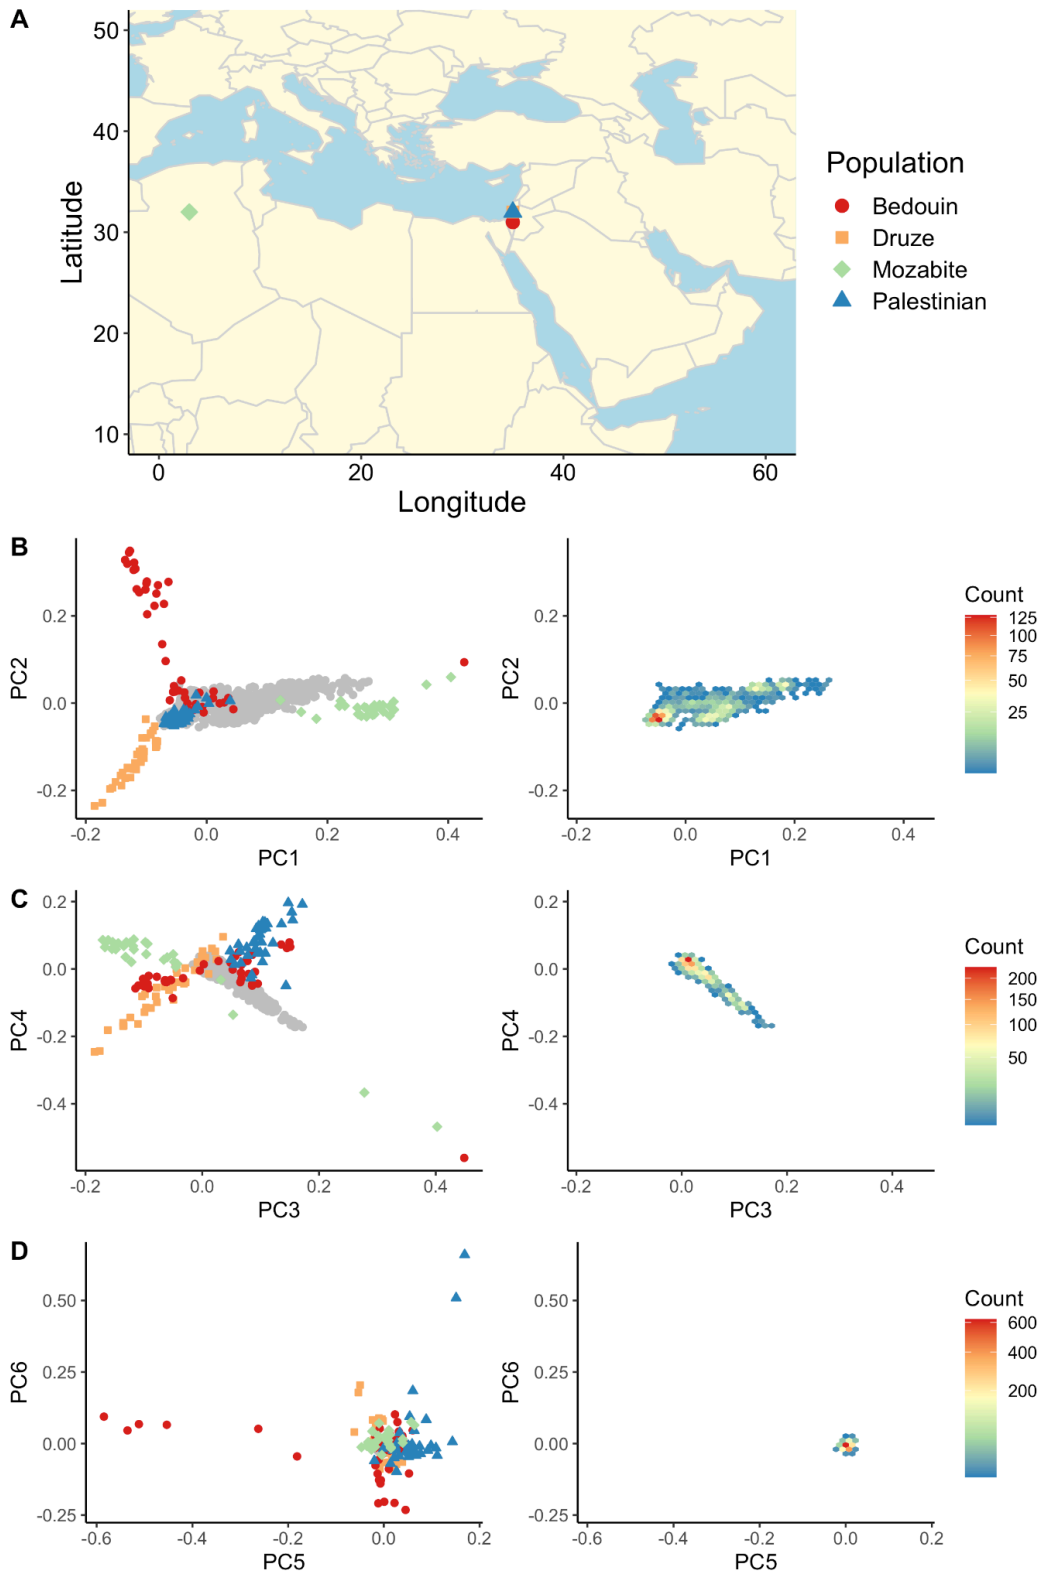 A
50
40
30
20
10
Latitude
0
20
40
60
Longitude
Population
Bedouin
Druze
Mozabite
Palestinian
B
0.2
0.0
-0.2
PC2
-0.2
0.0
0.2
0.4
PC1
0.2
0.0
-0.2
PC2
-0.2
0.0
0.2
0.4
PC1
Count
125
100
75
50
25
C
0.2
0.0
-0.2
-0.4
PC4
-0.2
0.0
0.2
0.4
PC3
0.2
0.0
-0.2
-0.4
PC4
-0.2
0.0
0.2
0.4
PC3
Count
200
150
100
50
D
0.50
0.25
0.00
-0.25
PC6
-0.6
-0.4
-0.2
0.0
0.2
PC5
0.50
0.25
0.00
-0.25
PC6
-0.6
-0.4
-0.2
0.0
0.2
PC5
Count
600
400
200